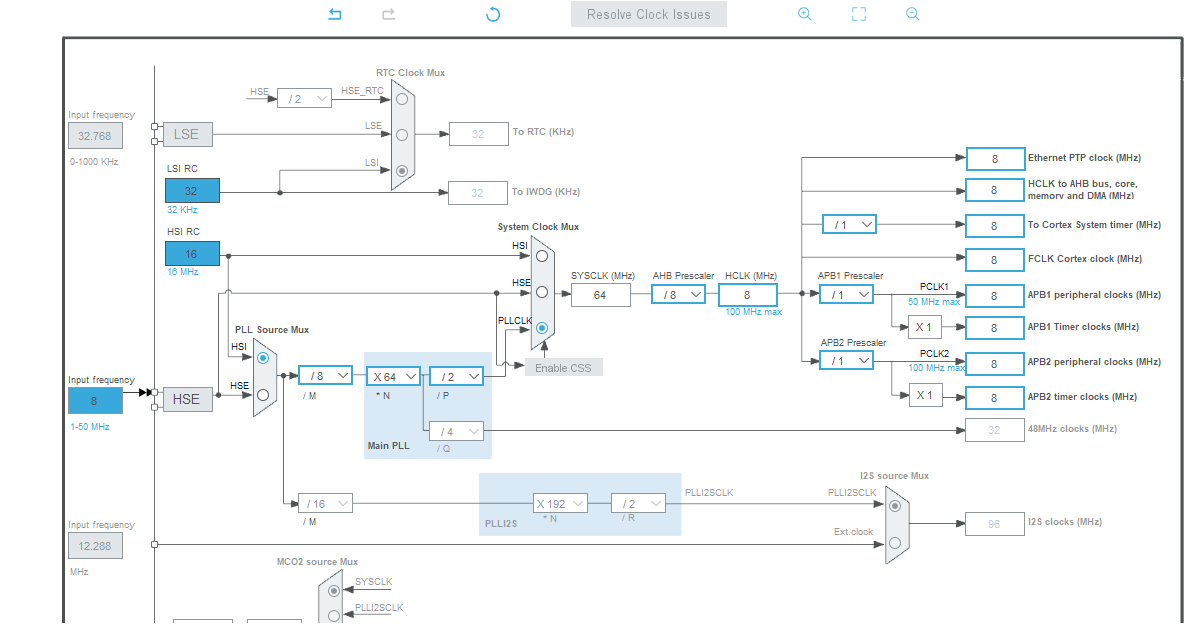 Resolve Clock Issues
RTC Clock Mux
HSE
/ 2
HSE_RTC
Input frequency
32.768
0-1000 KHz
LSE
LSE
32
To RTC (KHz)
LSI RC
LSI
32
32 KHz
32
To IWDG (KHz)
HSI RC
16
16 MHz
System Clock Mux
HSI
HSE
PLLCLK
SYSCLK (MHz)
64
AHB Prescaler
/ 8
HCLK (MHz)
8
100 MHz max
8
Ethernet PTP clock (MHz)
8
HCLK to AHB bus, core,
memory and DMA (MHz)
/ 1
8
To Cortex System timer (MHz)
8
FCLK Cortex clock (MHz)
APB1 Prescaler
/ 1
PCLK1
50 MHz max
8
APB1 peripheral clocks (MHz)
X 1
8
APB1 Timer clocks (MHz)
APB2 Prescaler
/ 1
PCLK2
100 MHz max
8
APB2 peripheral clocks (MHz)
X 1
8
APB2 timer clocks (MHz)
32
48MHz clocks (MHz)
Enable CSS
PLL Source Mux
HSI
HSE
Input frequency
8
1-50 MHz
HSE
/ 8
/ M
X 64
* N
/ 2
/ P
/ 4
/ Q
Main PLL
/ 16
/ M
PLLI2S
X 192
* N
/ 2
/ R
PLLI2SCLK
I2S source Mux
PLLI2SCLK
Ext.clock
96
I2S clocks (MHz)
Input frequency
12.288
MHz
MCO2 source Mux
SYSCLK
PLLI2SCLK